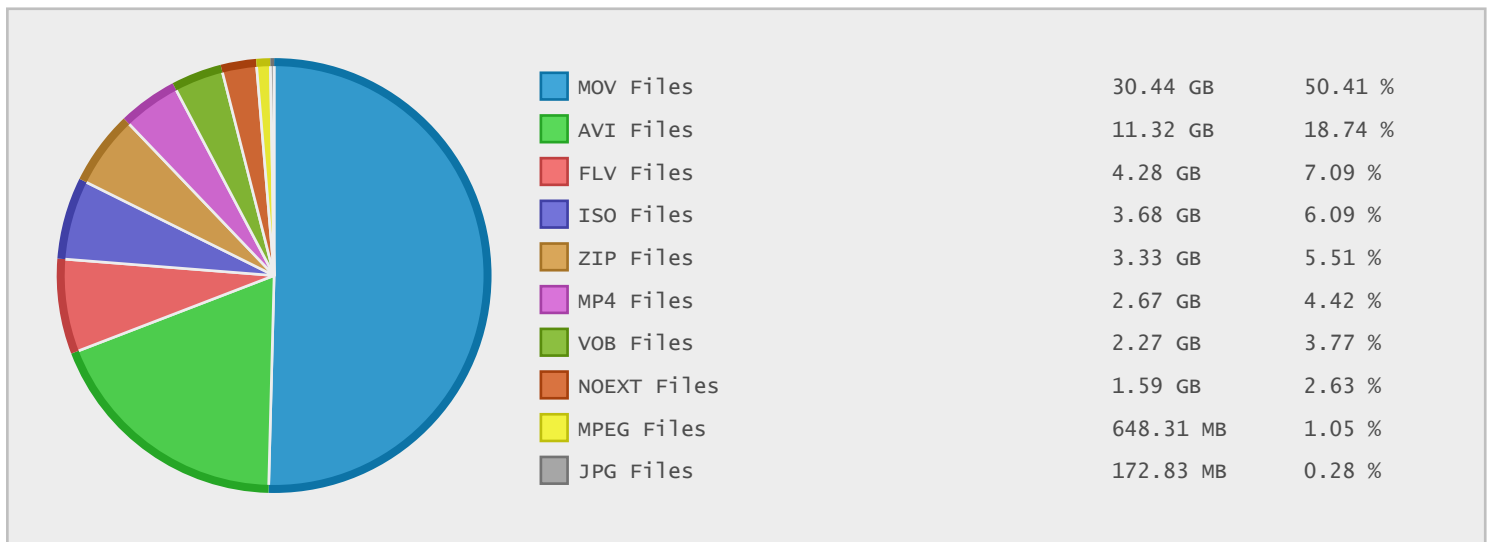 MOV Files 30.44 GB 50.41 %
AVI Files 11.32 GB 18.74 %
FLV Files 4.28 GB 7.09 %
ISO Files 3.68 GB 6.09 %
ZIP Files 3.33 GB 5.51 %
MP4 Files 2.67 GB 4.42 %
VOB Files 2.27 GB 3.77 %
NOEXT Files 1.59 GB 2.63 %
MPEG Files 648.31 MB 1.05 %
JPG Files 172.83 MB 0.28 %